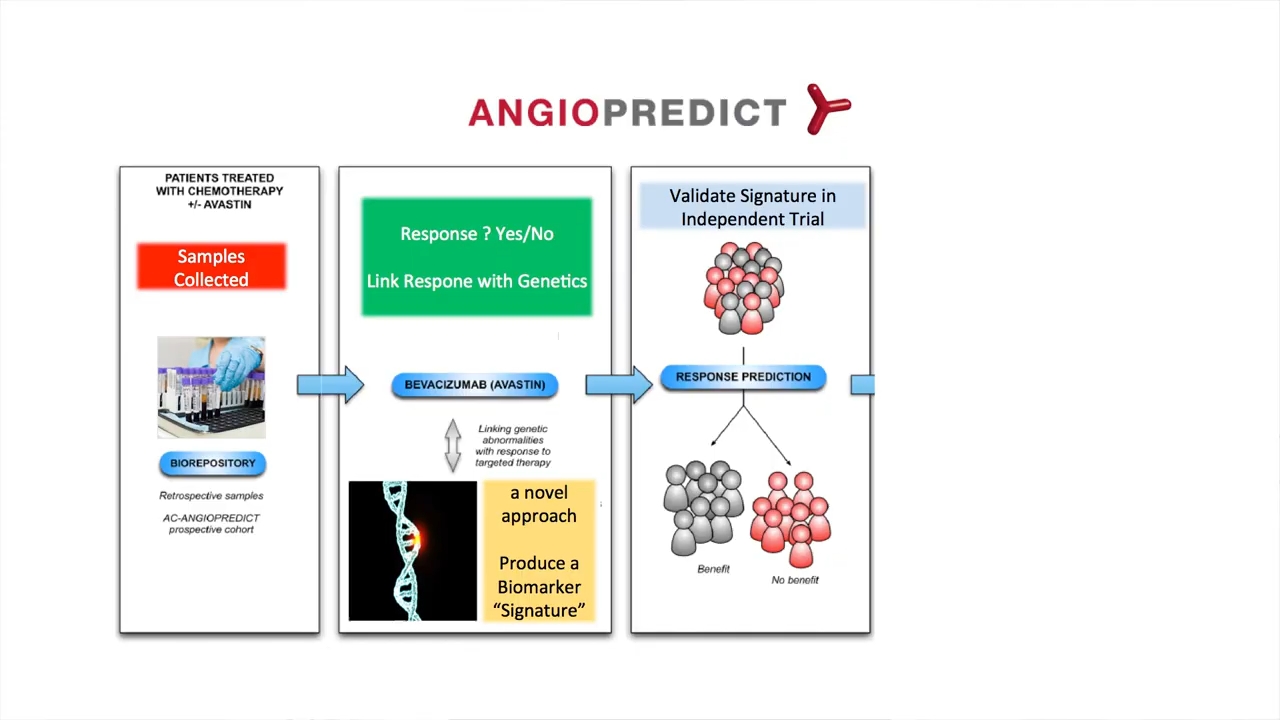 ANGIOPREDICT
PATIENTS TREATED
WITH CHEMOTHERAPY
+/- AVASTIN
Samples
Collected
BIOREPOSITORY
Retrospective samples
AC-ANGIOPREDICT
prospective cohort
Response ? Yes/No
Link Respone with Genetics
BEVACIZUMAB (AVASTIN)
Linking genetic
abnormalities
with response to
targeted therapy
a novel
approach
Produce a
Biomarker
“Signature”
Validate Signature in
Independent Trial
RESPONSE PREDICTION
Benefit
No benefit